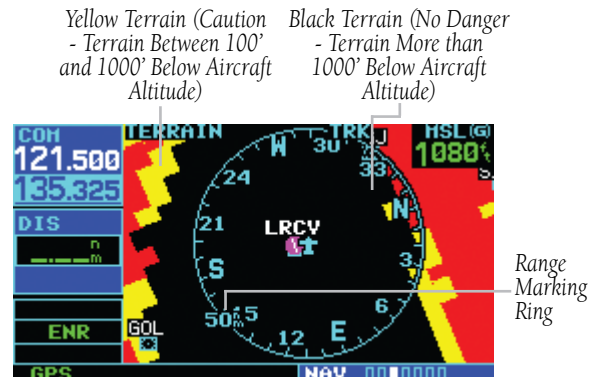 Yellow Terrain (Caution
- Terrain Between 100’
and 1000’ Below Aircraft
Altitude)
Black Terrain (No Danger
- Terrain More than
1000’ Below Aircraft
Altitude)
COM
121.500
135.325
DIS
n
m
ENR
GPS
TERRAIN
TRK
MSL(G)
1080
W
30
33
N
3
6
E
12
15
S
21
24
LRCV
50
GOL
NAV
Range
Marking
Ring